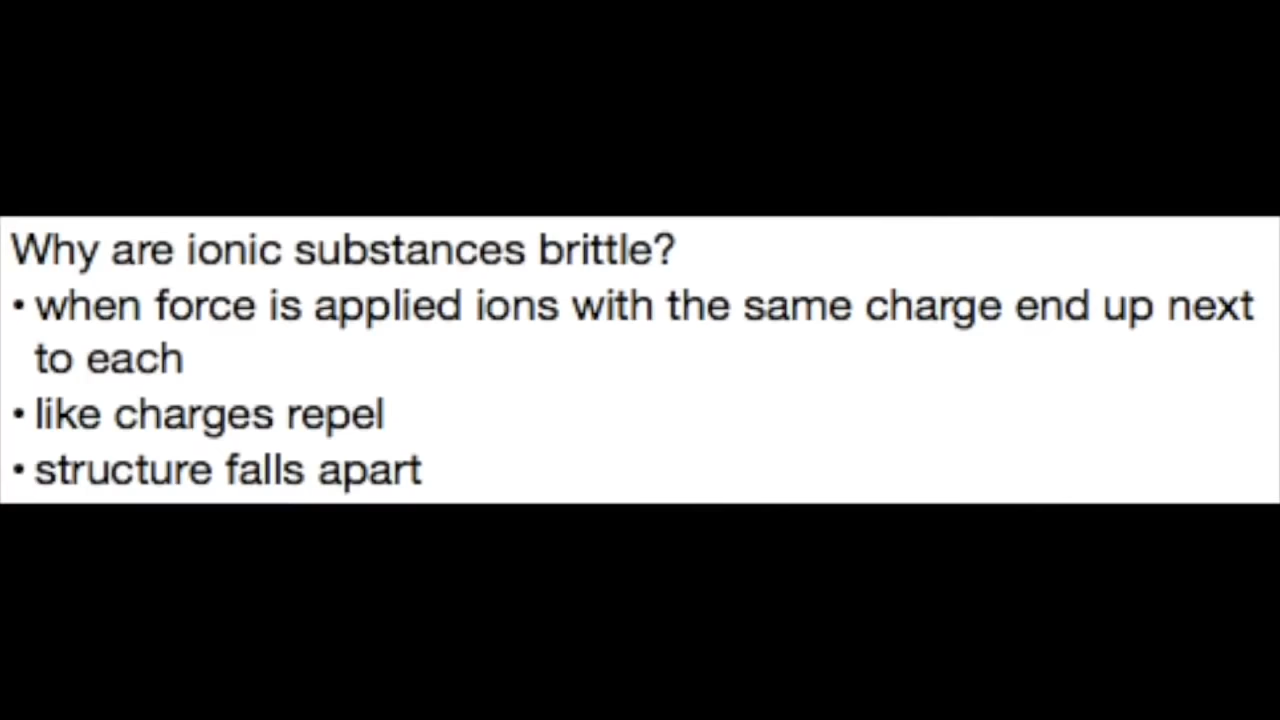 Why are ionic substances brittle?
• when force is applied ions with the same charge end up next
to each
• like charges repel
• structure falls apart